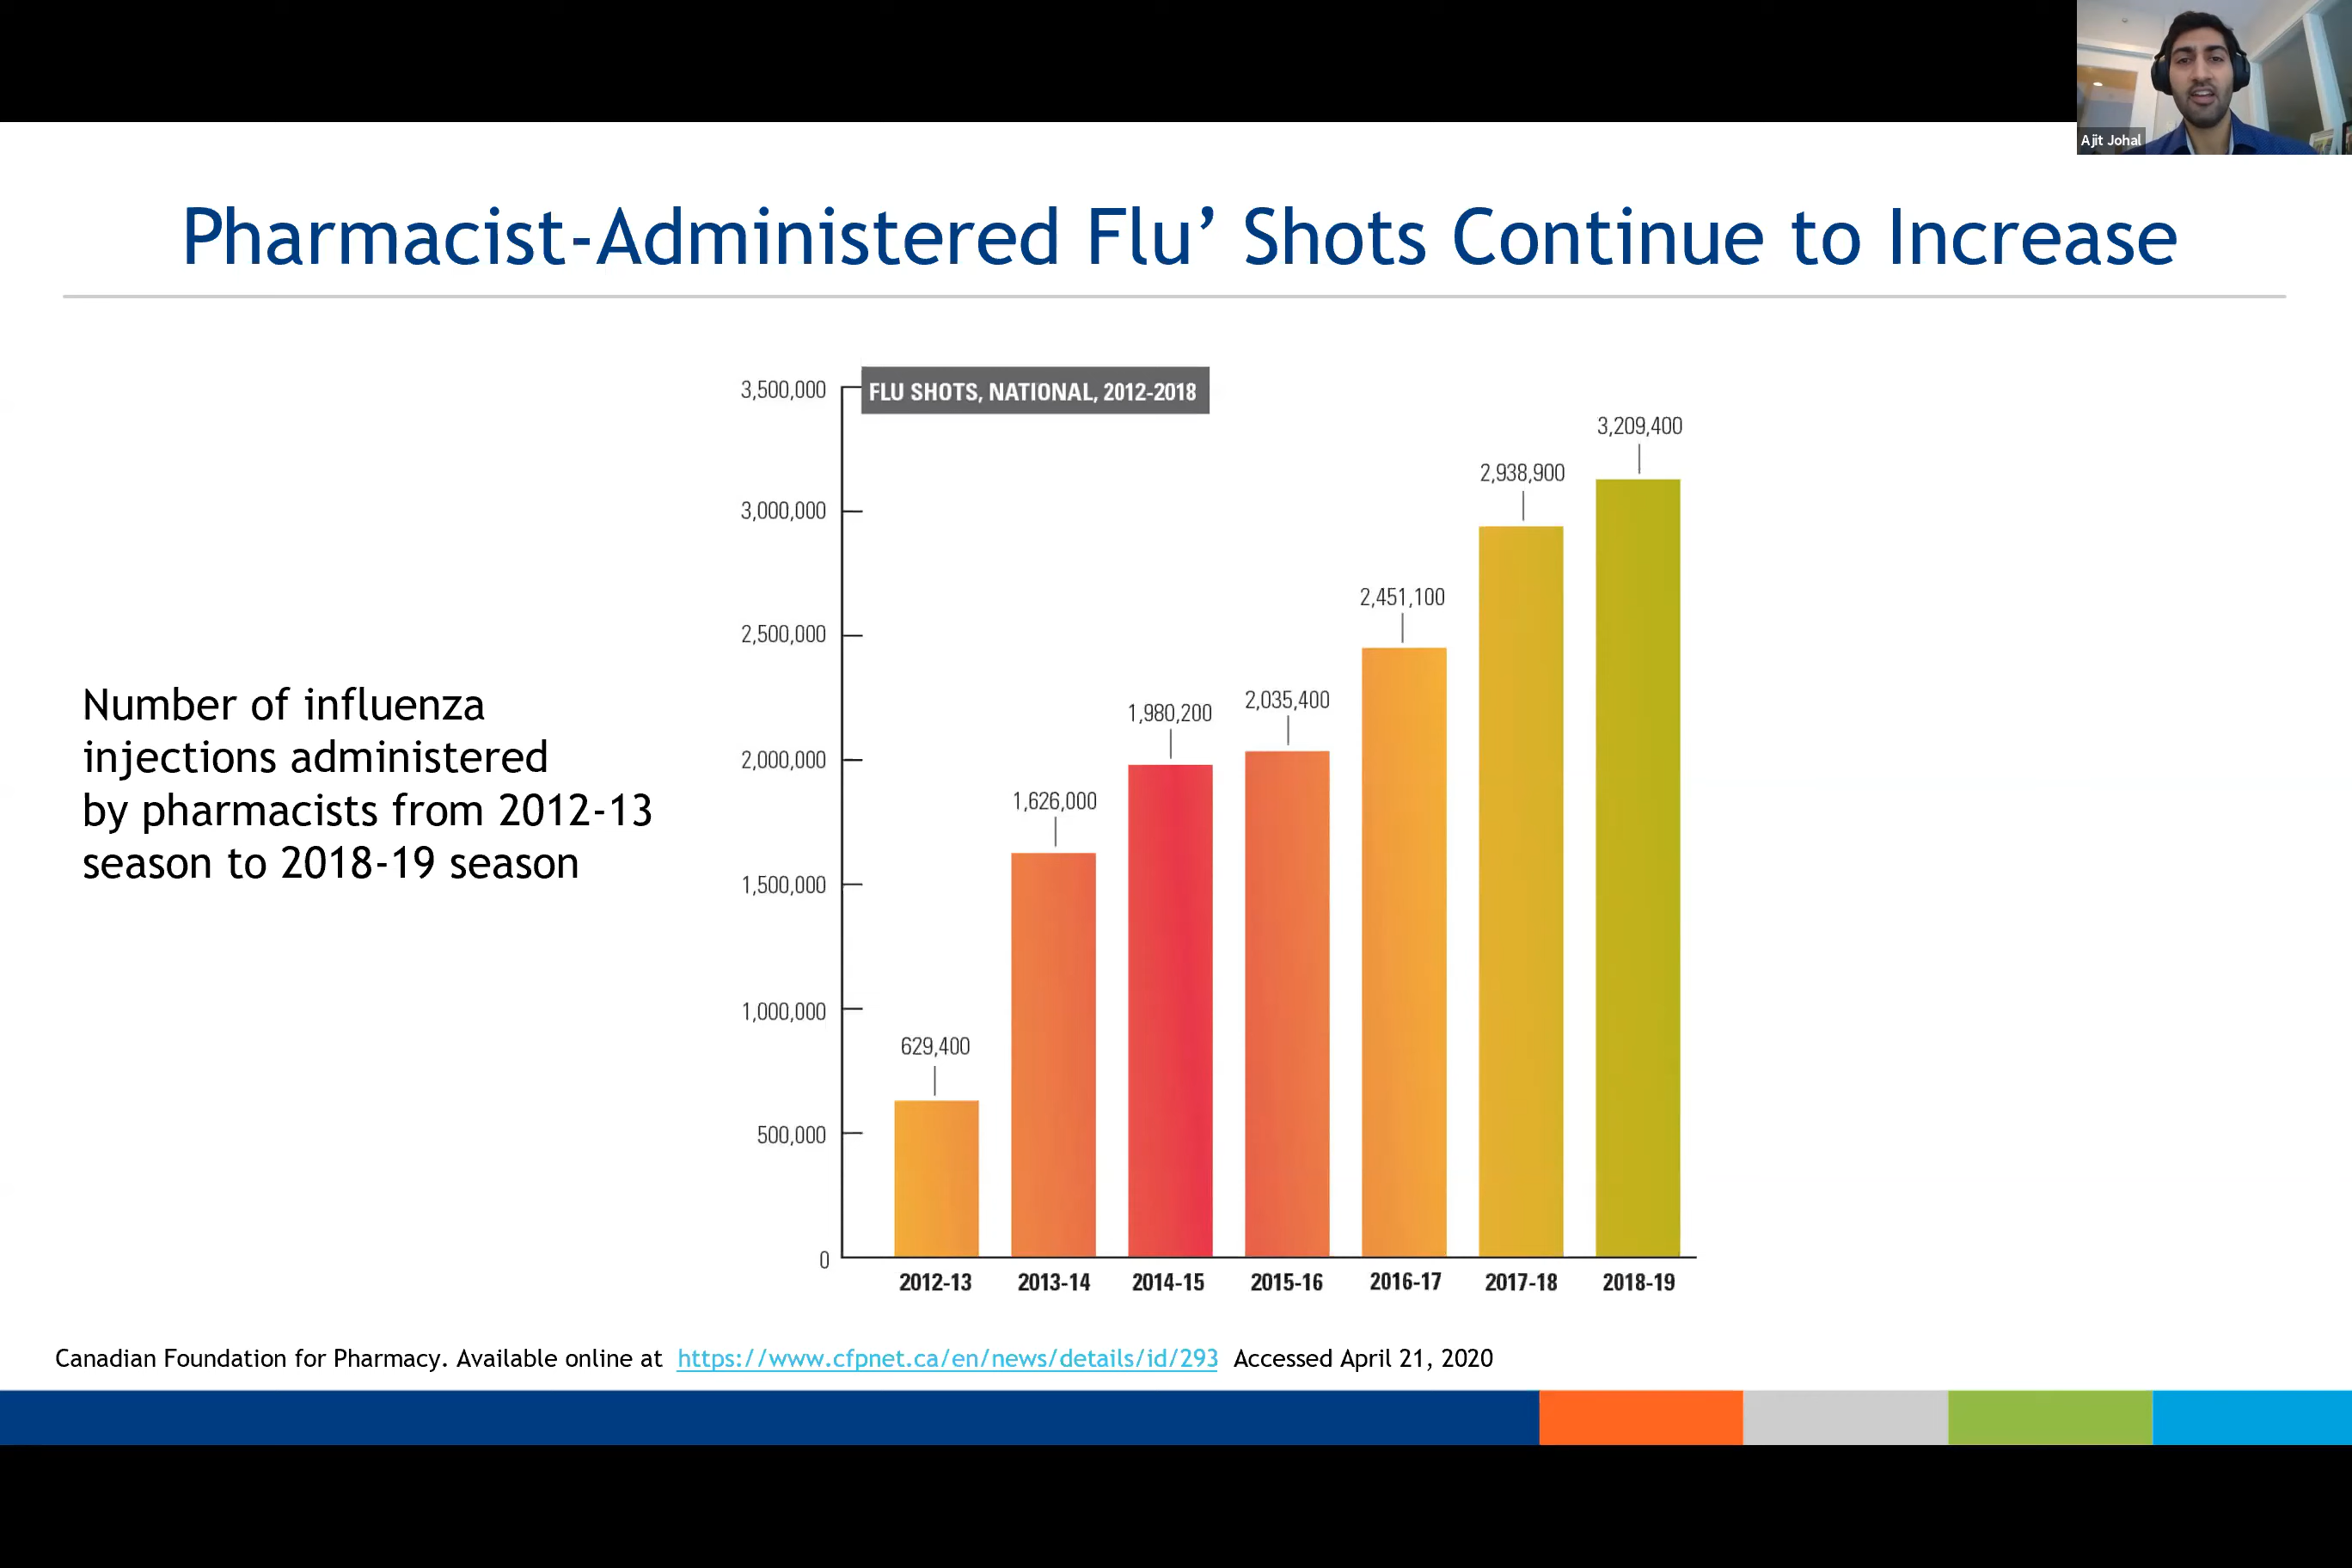 Ajit Johal
Pharmacist-Administered Flu’ Shots Continue to Increase
Number of influenza
injections administered
by pharmacists from 2012-13
season to 2018-19 season
FLU SHOTS, NATIONAL, 2012-2018
3,500,000
3,000,000
2,500,000
2,000,000
1,500,000
1,000,000
500,000
0
629,400
1,626,000
1,980,200
2,035,400
2,451,100
2,938,900
3,209,400
2012-13 2013-14 2014-15 2015-16 2016-17 2017-18 2018-19
Canadian Foundation for Pharmacy. Available online at https://www.cfpnet.ca/en/news/details/id/293 Accessed April 21, 2020